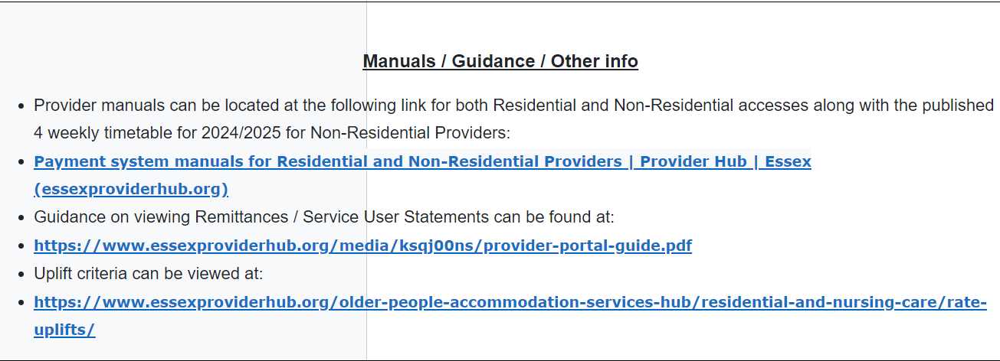 Manuals / Guidance / Other info
Provider manuals can be located at the following link for both Residential and Non-Residential accesses along with the published
4 weekly timetable for 2024/2025 for Non-Residential Providers:
Payment system manuals for Residential and Non-Residential Providers | Provider Hub | Essex
(essexproviderhub.org)
Guidance on viewing Remittances / Service User Statements can be found at:
https://www.essexproviderhub.org/media/ksqj00ns/provider-portal-guide.pdf
Uplift criteria can be viewed at:
https://www.essexproviderhub.org/older-people-accommodation-services-hub/residential-and-nursing-care/rate-
uplifts/